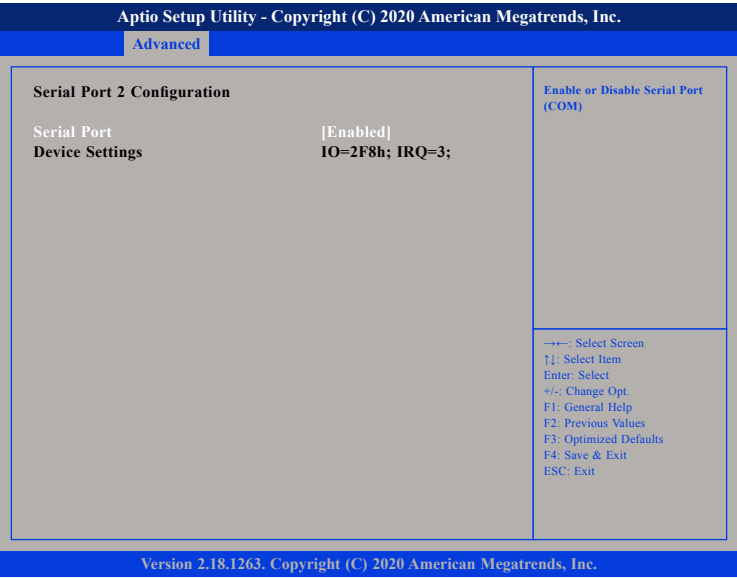 Aptio Setup Utility - Copyright (C) 2020 American Megatrends, Inc.
Advanced
Serial Port 2 Configuration
Serial Port [Enabled]
Device Settings IO=2F8h; IRQ=3;
Enable or Disable Serial Port
(COM)
→←: Select Screen
↑↓: Select Item
Enter: Select
+/-: Change Opt.
F1: General Help
F2: Previous Values
F3: Optimized Defaults
F4: Save & Exit
ESC: Exit
Version 2.18.1263. Copyright (C) 2020 American Megatrends, Inc.